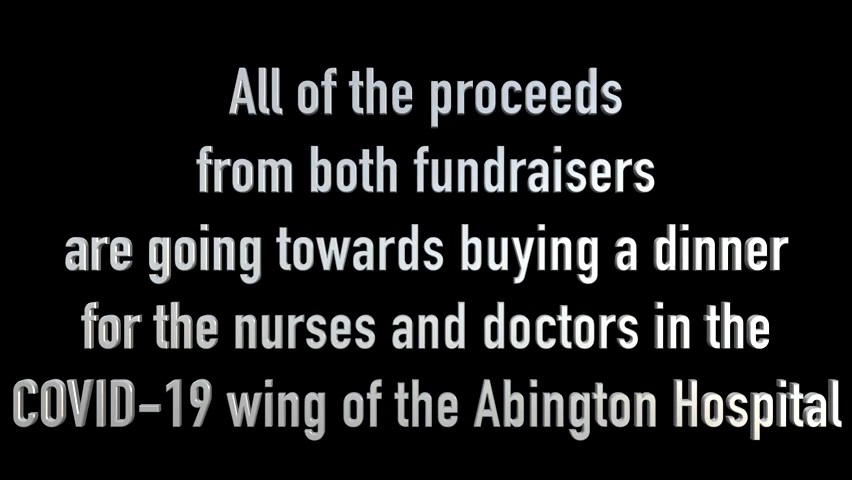 All of the proceeds
from both fundraisers
are going towards buying a dinner
for the nurses and doctors in the
COVID-19 wing of the Abington Hospital